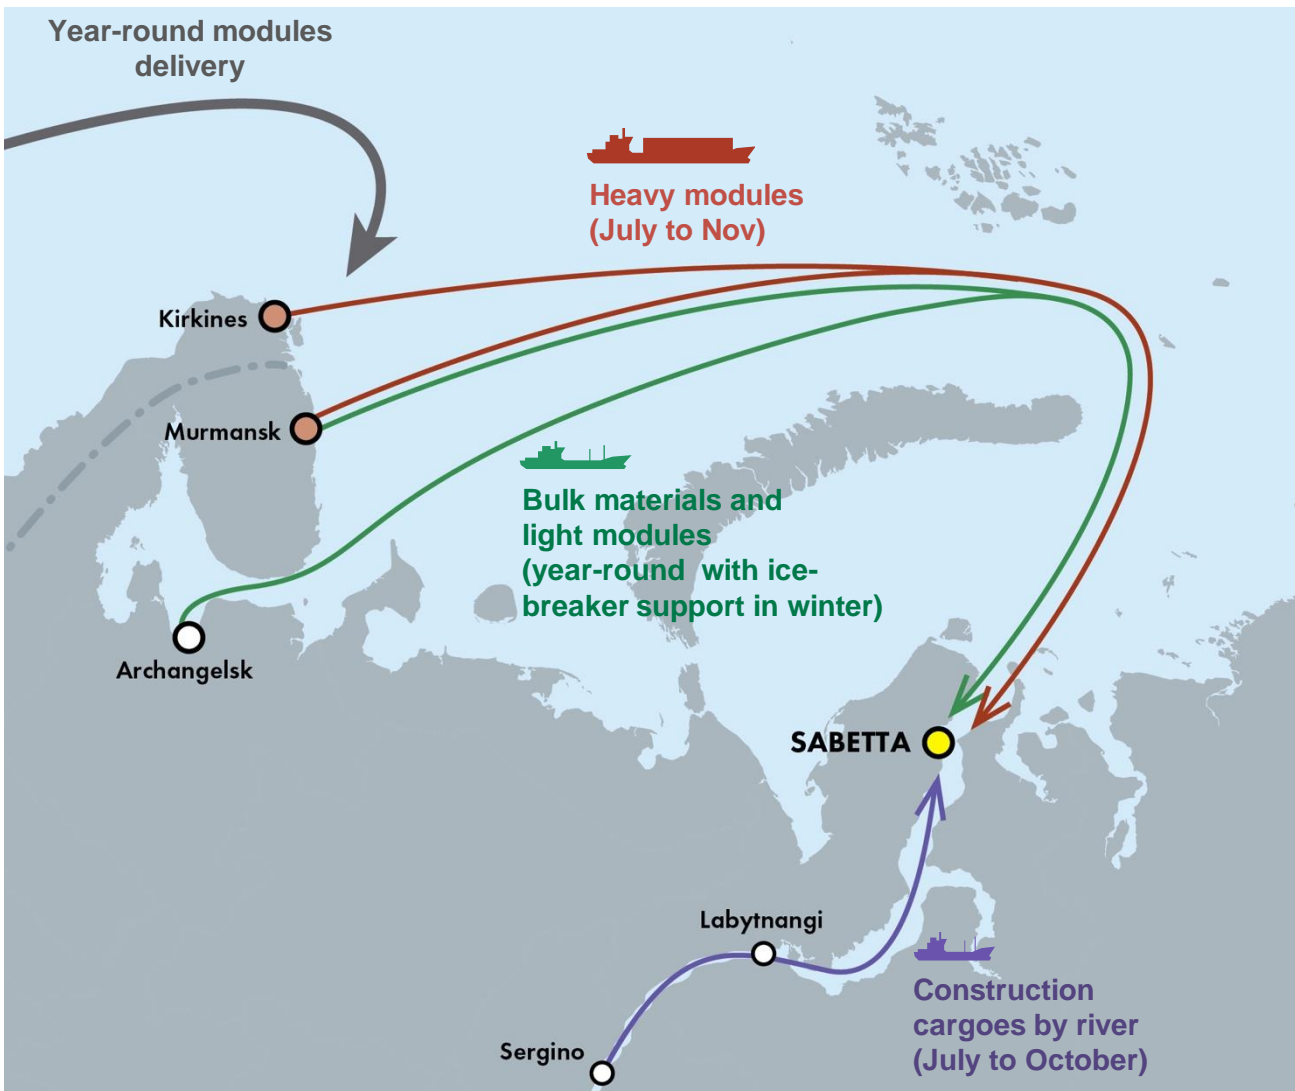 Year-round modules
delivery
Heavy modules
(July to Nov)
Kirkines
Murmansk
Bulk materials and
light modules
(year-round with ice-
breaker support in winter)
Archangelsk
SABETTA
Labytnangi
Construction
cargoes by river
(July to October)
Sergino